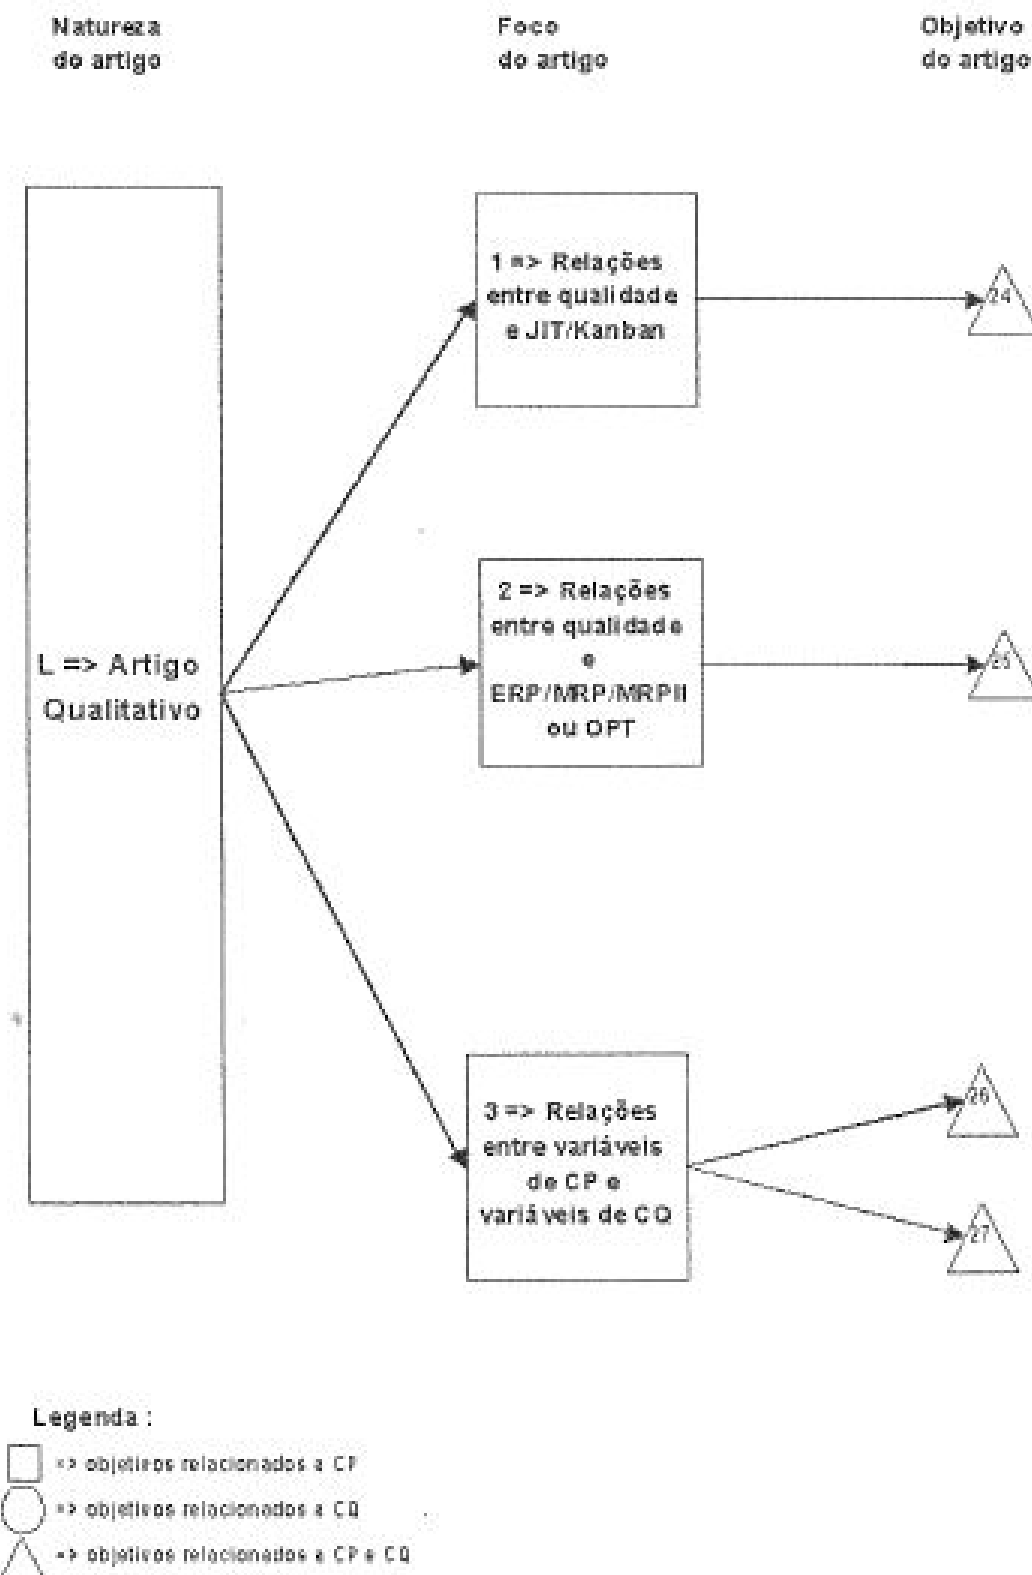 Natureza
do artigo
Foco
do artigo
Objetivo
do artigo
L => Artigo
Qualitativo
1 => Relações
entre qualidade
e JIT/Kanban
24
2 => Relações
entre qualidade
e
ERP/MRP/MRPII
ou OPT
25
3 => Relações
entre variáveis
de CP e
variáveis de CQ
26
27
Legenda :
=> objetivos relacionados a CP
=> objetivos relacionados a CQ
=> objetivos relacionados a CP e CQ